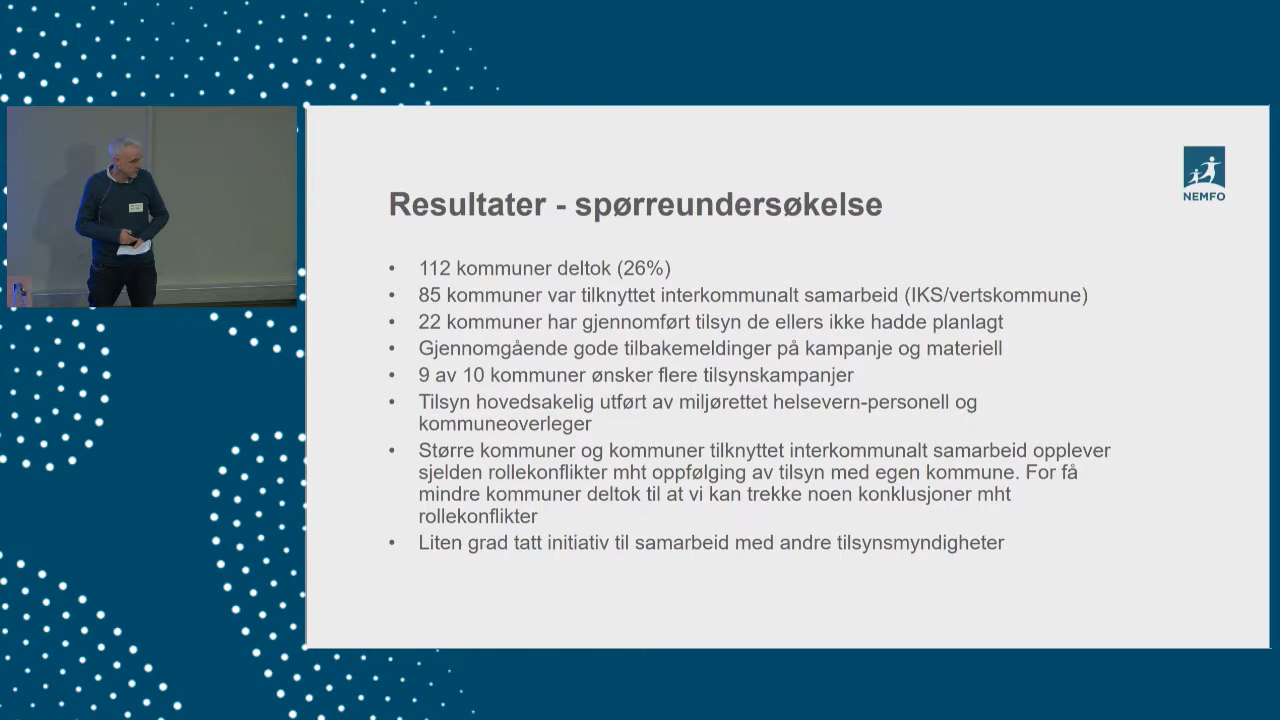 Resultater - spørreundersøkelse
NEMFO
• 112 kommuner deltok (26%)
• 85 kommuner var tilknyttet interkommunalt samarbeid (IKS/vertskommune)
• 22 kommuner har gjennomført tilsyn de ellers ikke hadde planlagt
• Gjennomgående gode tilbakemeldinger på kampanje og materiell
• 9 av 10 kommuner ønsker flere tilsynskampanjer
• Tilsyn hovedsakelig utført av miljørettet helsevern-personell og
kommuneoverleger
• Større kommuner og kommuner tilknyttet interkommunalt samarbeid opplever
sjelden rollekonflikter mht oppfølging av tilsyn med egen kommune. For få
mindre kommuner deltok til at vi kan trekke noen konklusjoner mht
rollekonflikter
• Liten grad tatt initiativ til samarbeid med andre tilsynsmyndigheter